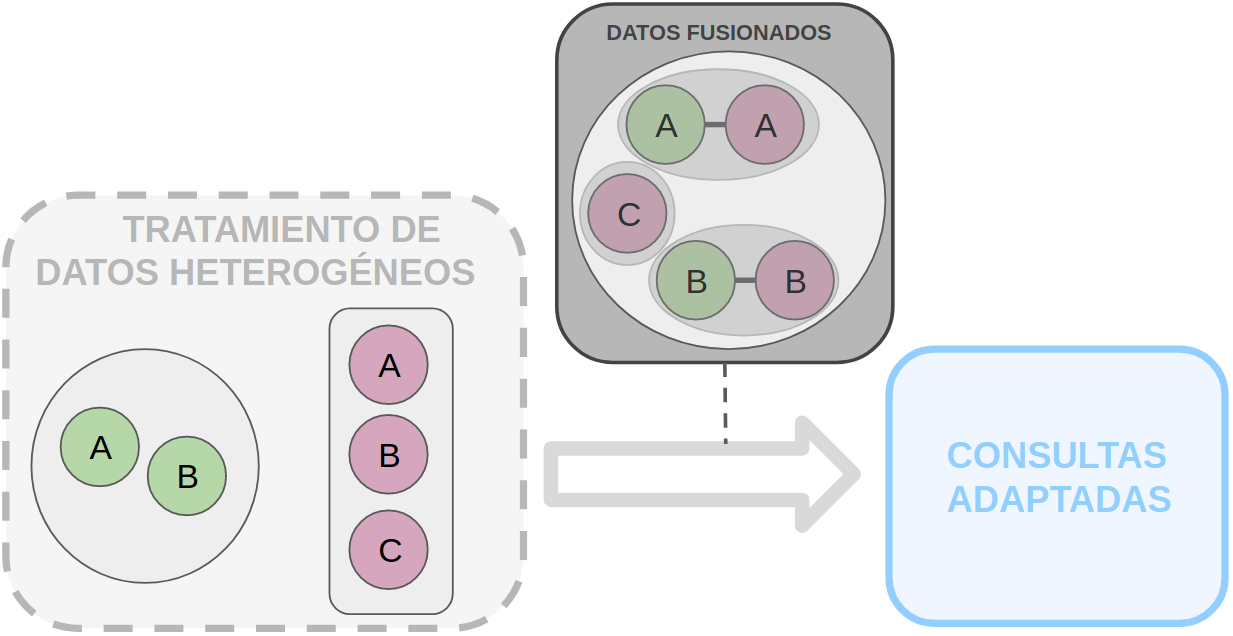 DATOS FUSIONADOS
A A
C
B B
TRATAMIENTO DE
DATOS HETEROGÉNEOS
A
B
A
B
C
CONSULTAS
ADAPTADAS